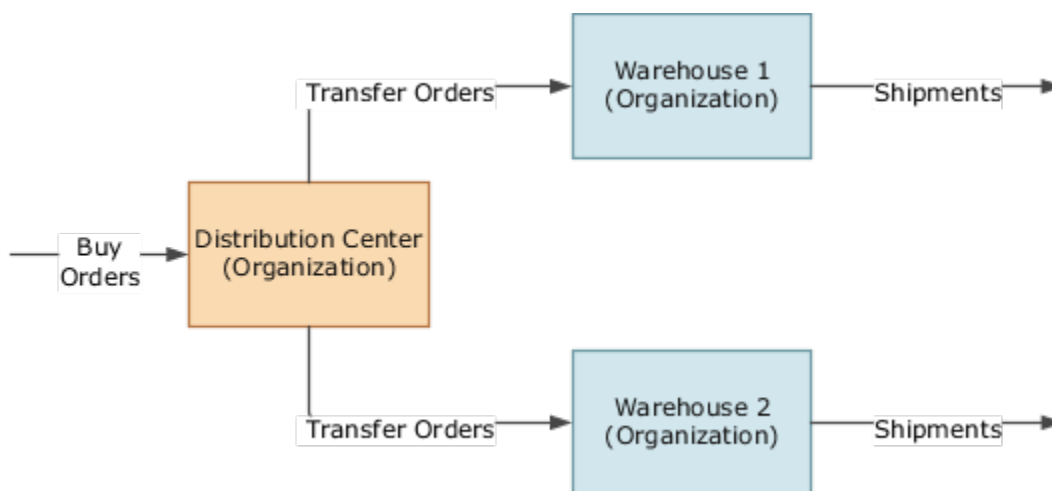 Transfer Orders
Warehouse 1
(Organization)
Shipments
Buy
Orders
Distribution Center
(Organization)
Transfer Orders
Warehouse 2
(Organization)
Shipments